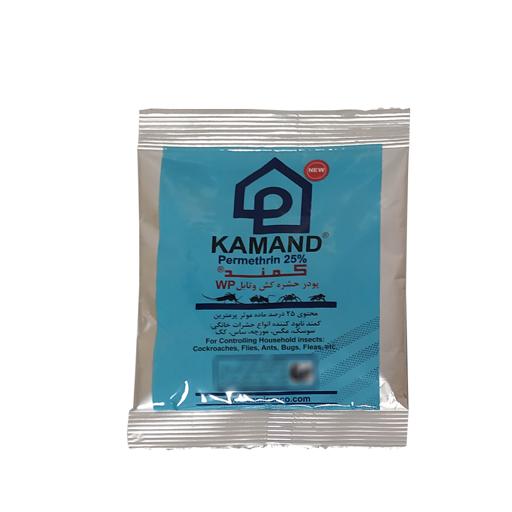 NEW
KAMAND®
Permethrin 25%
کمند®
پودر حشره کش وتابل WP
محتوی ۲۵ درصد ماده موثر پرمترین
کمند نابود کننده انواع حشرات خانگی
سوسک، مگس، مورچه، ساس، کک
For Controlling Household insects:
Cockroaches, Flies, Ants, Bugs, Fleas, etc.